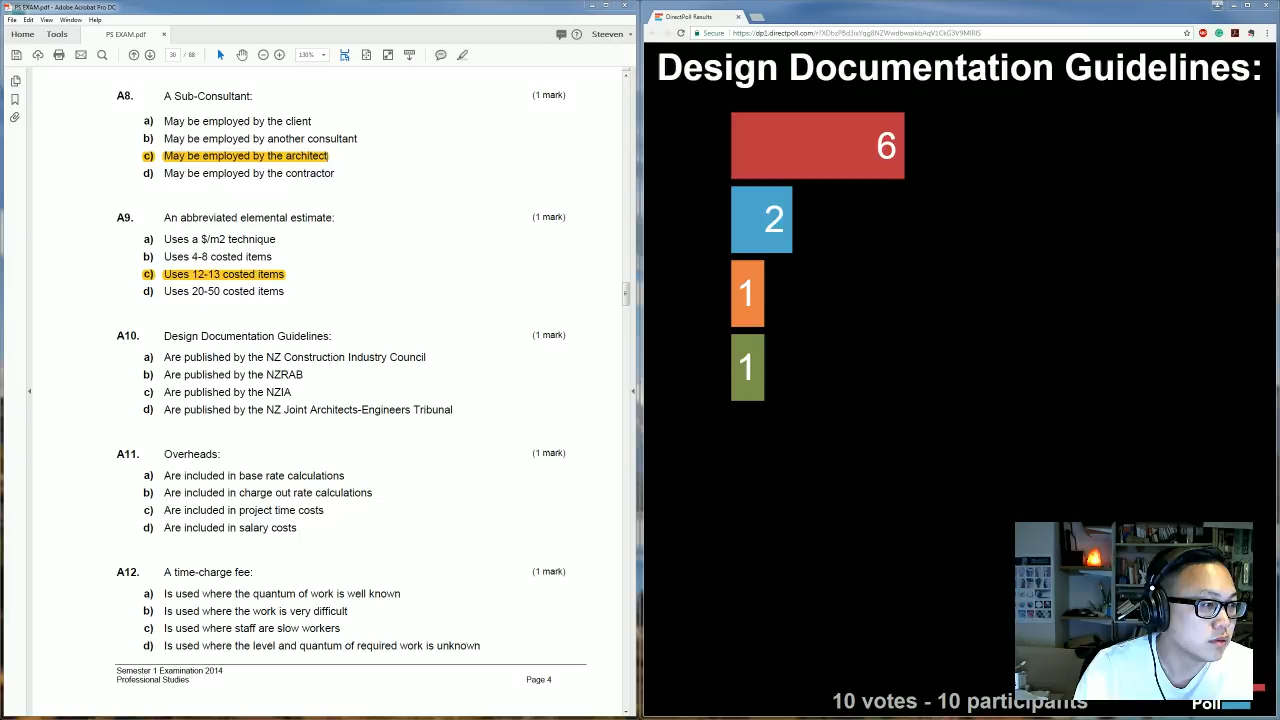 PS EXAM.pdf - Adobe Acrobat Pro DC
File Edit View Window Help
Home Tools PS EXAM.pdf × Steeven
30 / 88 130%
A8. A Sub-Consultant: (1 mark)
a) May be employed by the client
b) May be employed by another consultant
c) May be employed by the architect
d) May be employed by the contractor
A9. An abbreviated elemental estimate: (1 mark)
a) Uses a $/m2 technique
b) Uses 4-8 costed items
c) Uses 12-13 costed items
d) Uses 20-50 costed items
A10. Design Documentation Guidelines: (1 mark)
a) Are published by the NZ Construction Industry Council
b) Are published by the NZRAB
c) Are published by the NZIA
d) Are published by the NZ Joint Architects-Engineers Tribunal
A11. Overheads: (1 mark)
a) Are included in base rate calculations
b) Are included in charge out rate calculations
c) Are included in project time costs
d) Are included in salary costs
A12. A time-charge fee: (1 mark)
a) Is used where the quantum of work is well known
b) Is used where the work is very difficult
c) Is used where staff are slow workers
d) Is used where the level and quantum of required work is unknown
Semester 1 Examination 2014
Professional Studies Page 4
DirectPoll Results
Secure
Design Documentation Guidelines:
6
2
1
1
10 votes - 10 participants
Poll